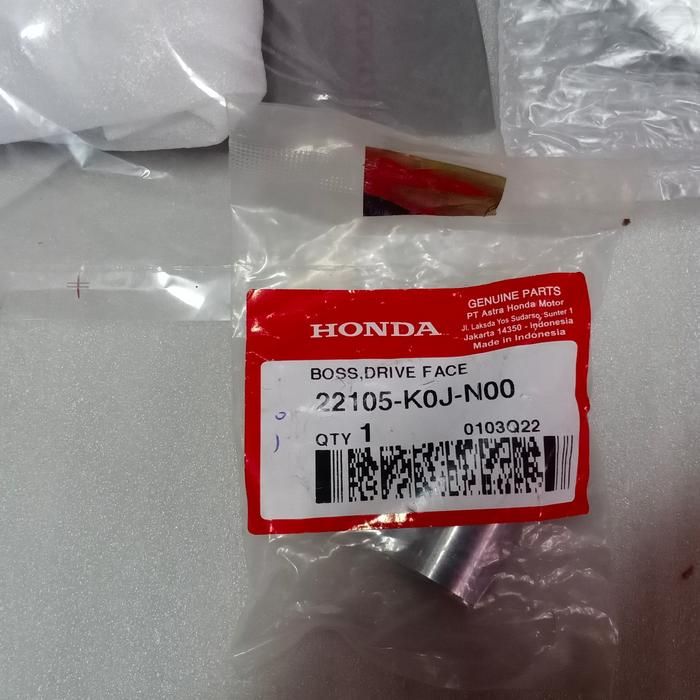 HONDA
GENUINE PARTS
PT Astra Honda Motor
Jl. Laksda Yos Sudarso, Sunter 1
Jakarta 14350 - Indonesia
Made in Indonesia
BOSS,DRIVE FACE
22105-K0J-N00
QTY 1 0103Q22